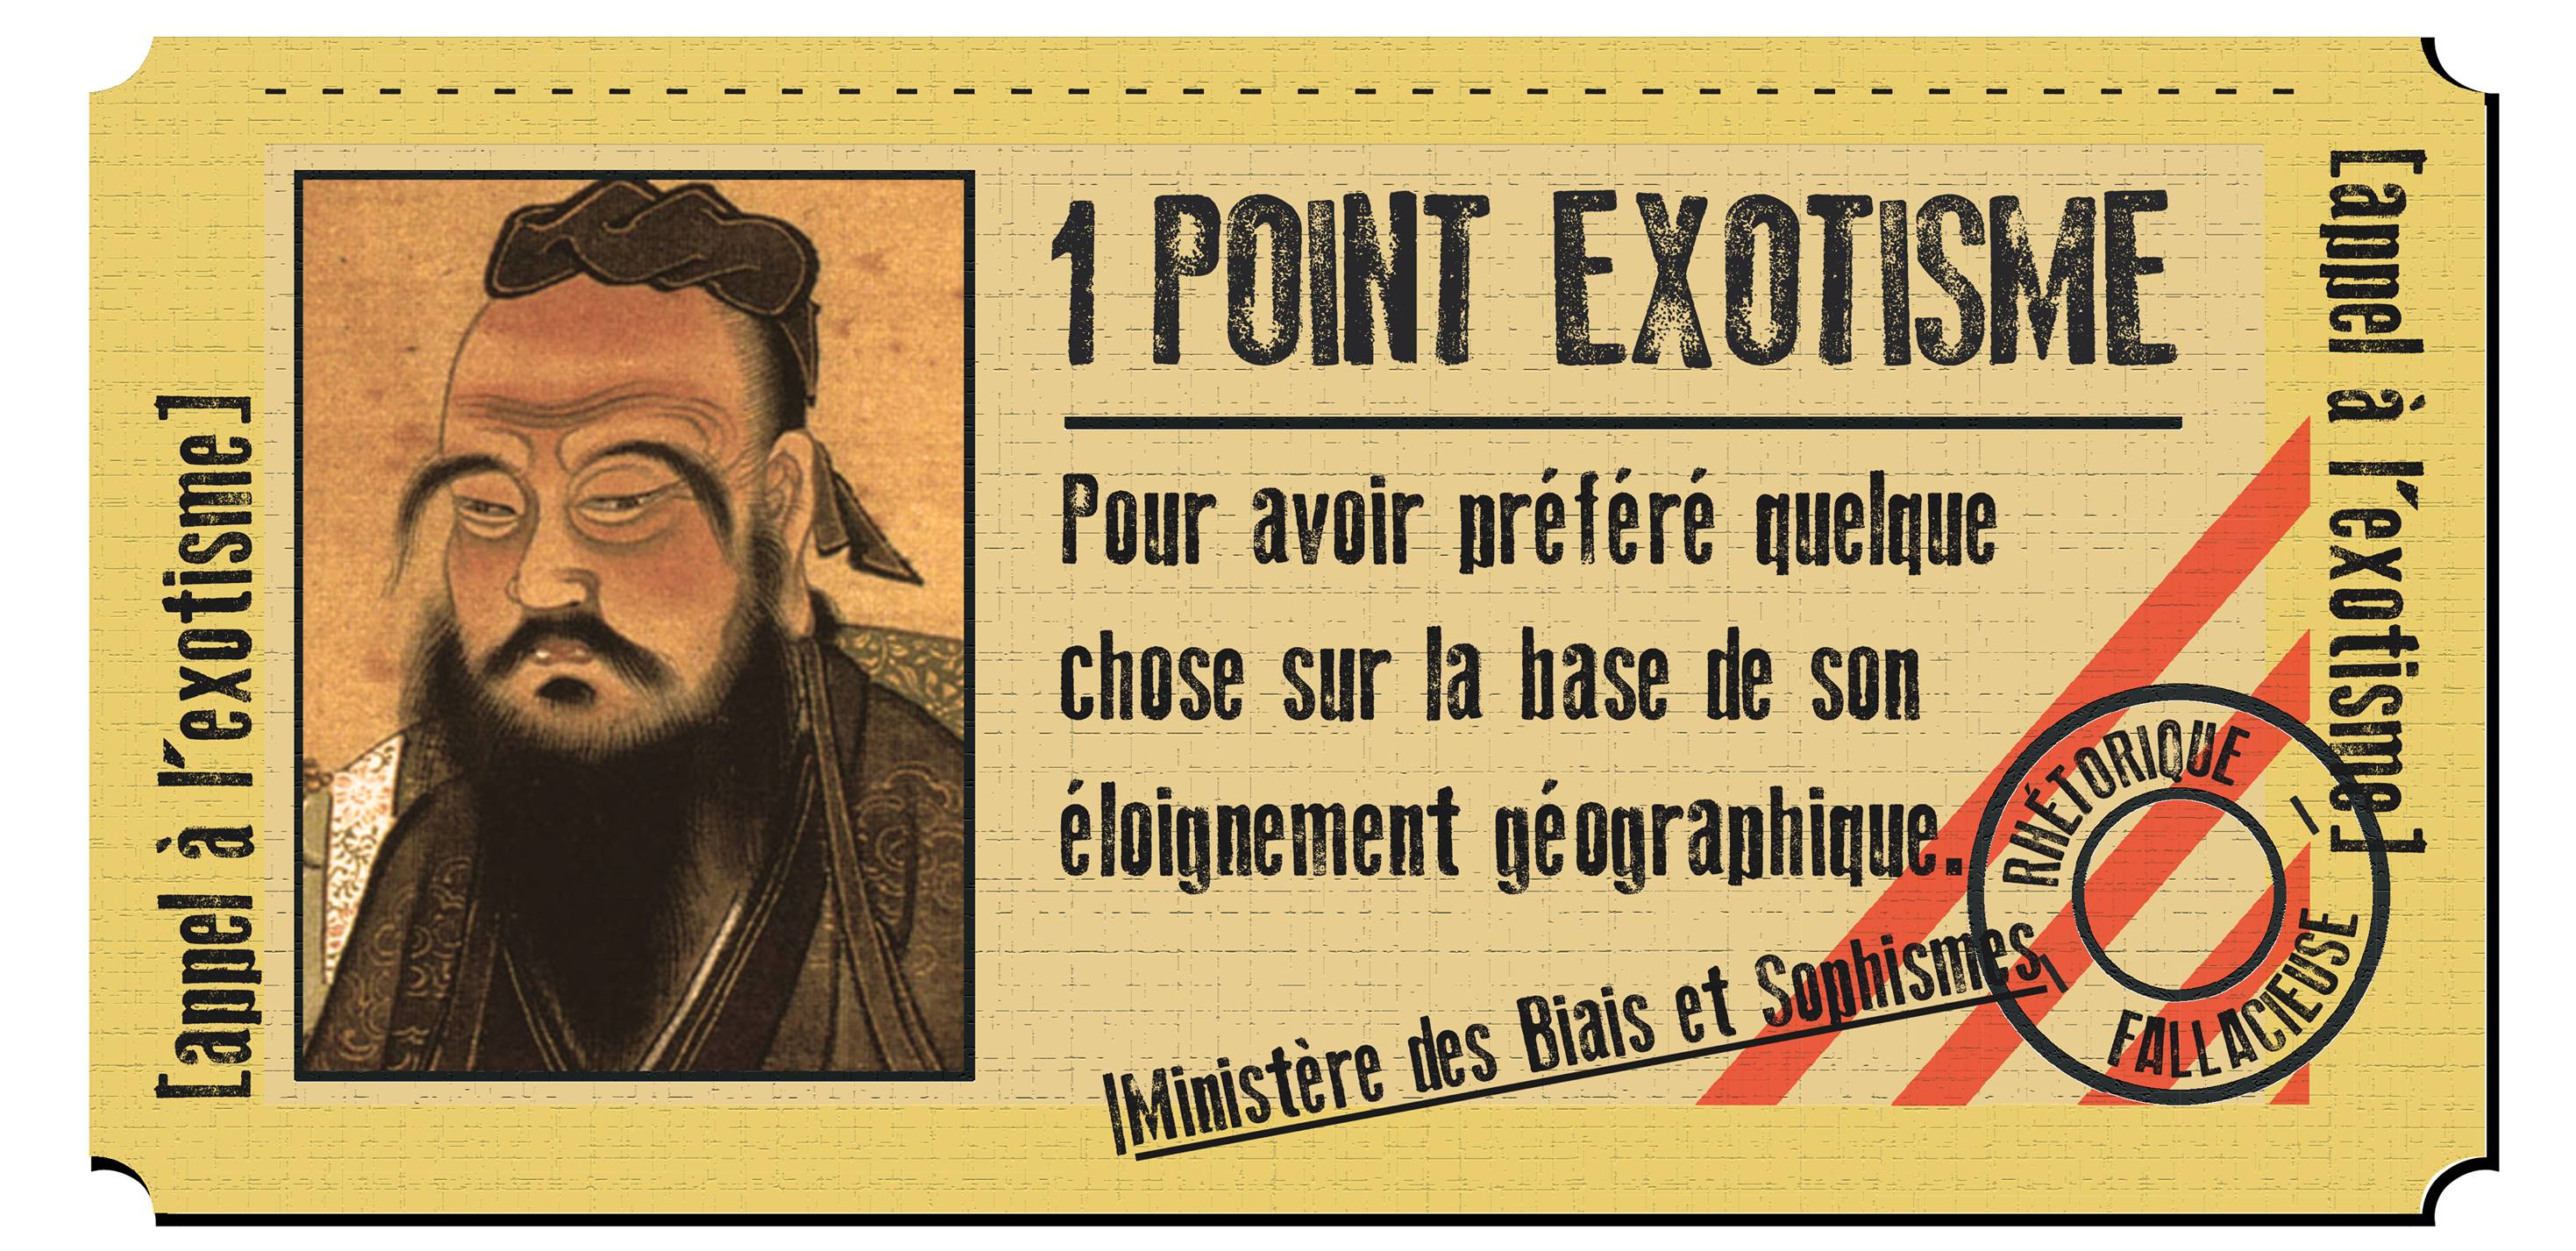 [appel à l'exotisme]
1 POINT EXOTISME
Pour avoir préféré quelque
chose sur la base de son
éloignement géographique.
|Ministère des Biais et Sophismes|
RHÉTORIQUE
FALLACIEUSE
[appel à l'exotisme]